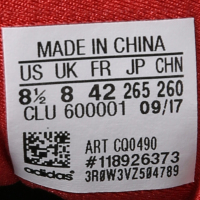 MADE IN CHINA
US UK FR JP CHN
8½ 8 42 265 260
CLU 600001 09/17
ART CQ0490
#118926373
3R0W3VZ504789
adidas